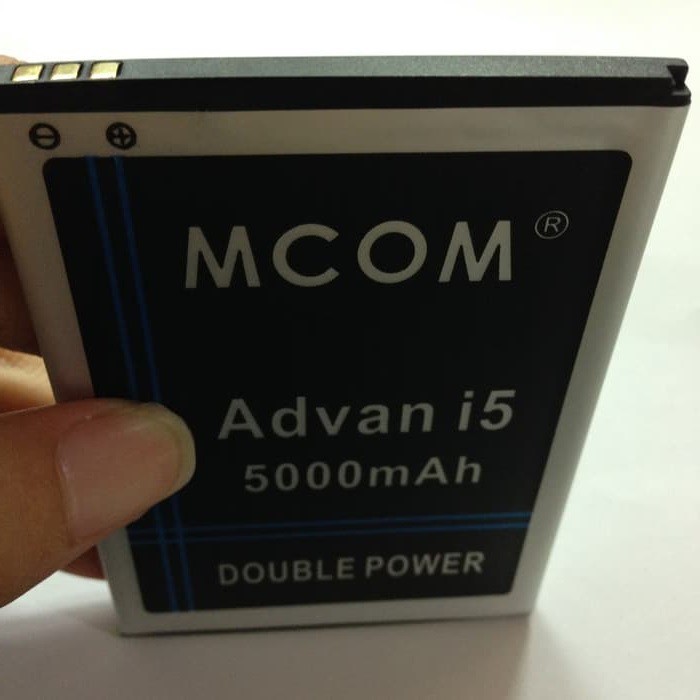 ⊖ ⊕
MCOM®
Advan i5
5000mAh
DOUBLE POWER